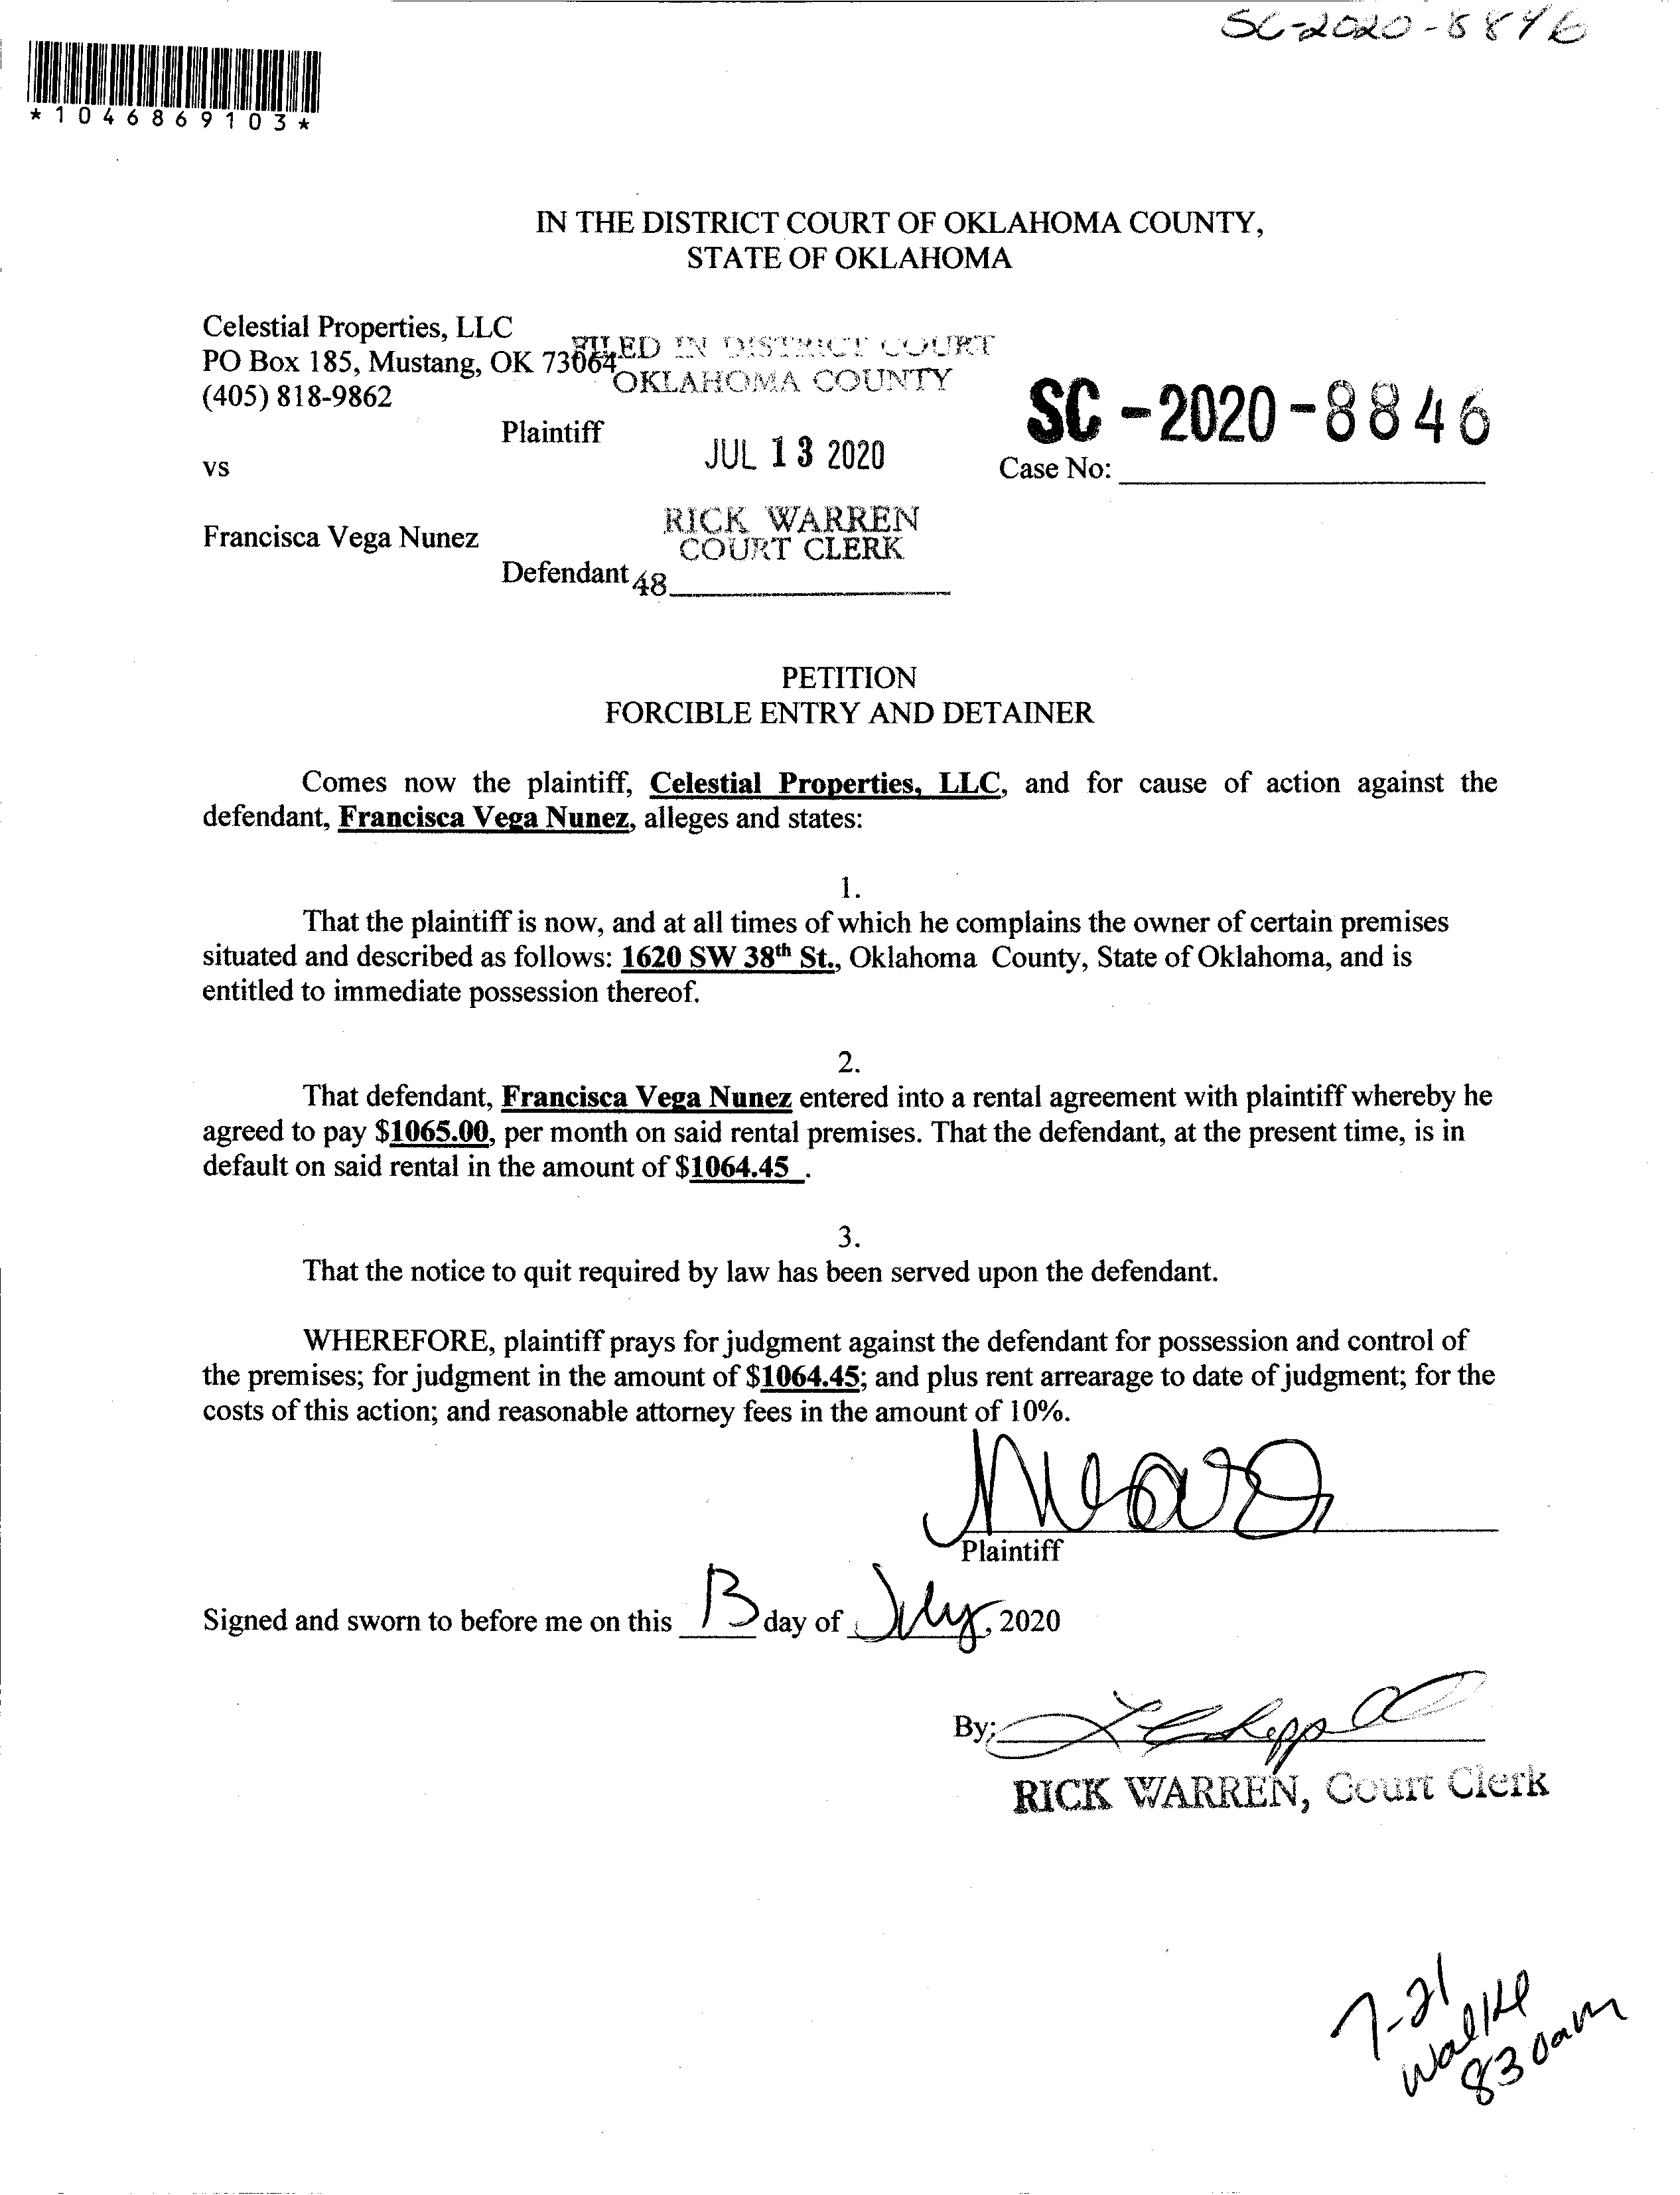 SC-2020-8846
*1046869103*
IN THE DISTRICT COURT OF OKLAHOMA COUNTY,
STATE OF OKLAHOMA
Celestial Properties, LLC
PO Box 185, Mustang, OK 73064
(405) 818-9862
Plaintiff
vs
Francisca Vega Nunez
Defendant
FILED IN DISTRICT COURT
OKLAHOMA COUNTY
JUL 13 2020
RICK WARREN
COURT CLERK
48
SC-2020-8846
Case No:
PETITION
FORCIBLE ENTRY AND DETAINER
Comes now the plaintiff, Celestial Properties, LLC, and for cause of action against the
defendant, Francisca Vega Nunez, alleges and states:
1.
That the plaintiff is now, and at all times of which he complains the owner of certain premises
situated and described as follows: 1620 SW 38th St., Oklahoma County, State of Oklahoma, and is
entitled to immediate possession thereof.
2.
That defendant, Francisca Vega Nunez entered into a rental agreement with plaintiff whereby he
agreed to pay $1065.00, per month on said rental premises. That the defendant, at the present time, is in
default on said rental in the amount of $1064.45 .
3.
That the notice to quit required by law has been served upon the defendant.
WHEREFORE, plaintiff prays for judgment against the defendant for possession and control of
the premises; for judgment in the amount of $1064.45; and plus rent arrearage to date of judgment; for the
costs of this action; and reasonable attorney fees in the amount of 10%.
Plaintiff
Signed and sworn to before me on this 13 day of July, 2020
By:
RICK WARREN, Court Clerk
7-21
830am